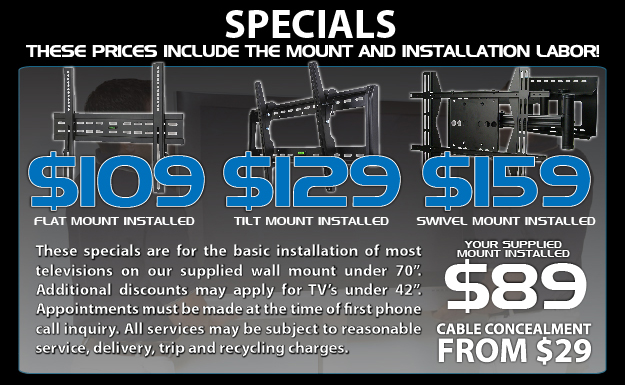 SPECIALS
THESE PRICES INCLUDE THE MOUNT AND INSTALLATION LABOR!
$109
FLAT MOUNT INSTALLED
$129
TILT MOUNT INSTALLED
$159
SWIVEL MOUNT INSTALLED
These specials are for the basic installation of most
televisions on our supplied wall mount under 70”.
Additional discounts may apply for TV’s under 42”.
Appointments must be made at the time of first phone
call inquiry. All services may be subject to reasonable
service, delivery, trip and recycling charges.
YOUR SUPPLIED
MOUNT INSTALLED
$89
CABLE CONCEALMENT
FROM $29